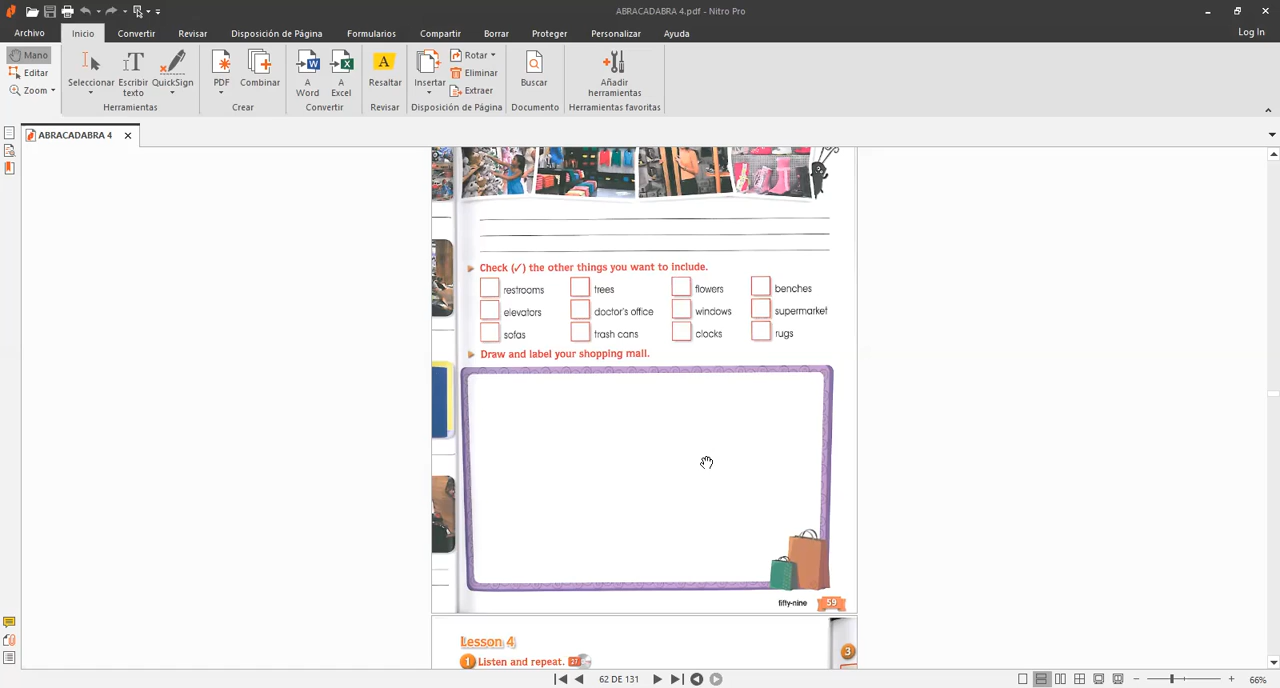 ABRACADABRA 4.pdf - Nitro Pro
Archivo Inicio Convertir Revisar Disposición de Página Formularios Compartir Borrar Proteger Personalizar Ayuda Log In
Mano
Editar
Zoom
Seleccionar
Escribir texto
QuickSign
Herramientas
PDF
Combinar
Crear
A Word
A Excel
Convertir
Resaltar
Revisar
Insertar
Rotar
Eliminar
Extraer
Disposición de Página
Buscar
Documento
Añadir herramientas
Herramientas favoritas
ABRACADABRA 4
Check (✓) the other things you want to include.
restrooms trees flowers benches
elevators doctor's office windows supermarket
sofas trash cans clocks rugs
Draw and label your shopping mall.
fifty-nine 59
Lesson 4
1 Listen and repeat. 27
3
62 DE 131
66%